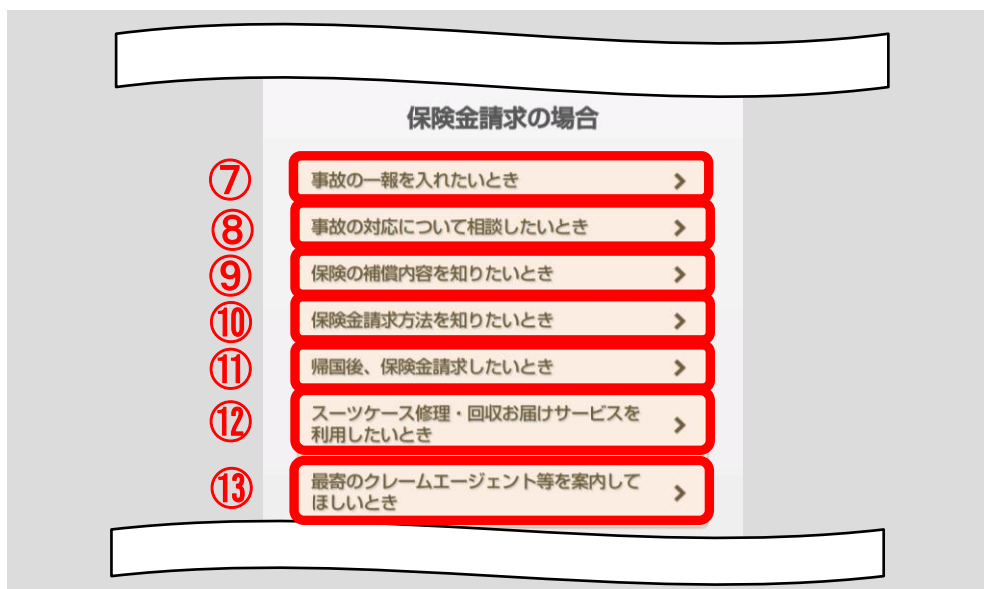 保険金請求の場合
⑦ 事故の一報を入れたいとき
⑧ 事故の対応について相談したいとき
⑨ 保険の補償内容を知りたいとき
⑩ 保険金請求方法を知りたいとき
⑪ 帰国後、保険金請求したいとき
⑫ スーツケース修理・回収お届けサービスを
利用したいとき
⑬ 最寄のクレームエージェント等を案内して
ほしいとき